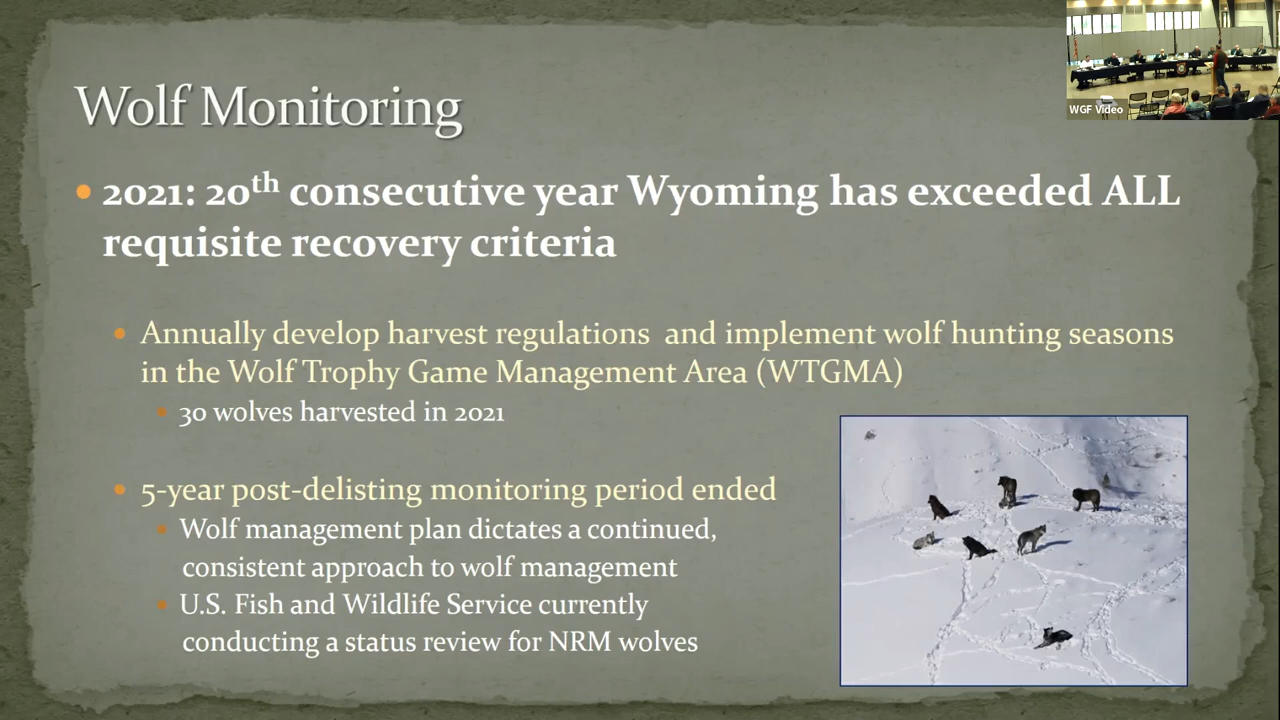 WGF Video
Wolf Monitoring
• 2021: 20th consecutive year Wyoming has exceeded ALL
requisite recovery criteria
• Annually develop harvest regulations and implement wolf hunting seasons
in the Wolf Trophy Game Management Area (WTGMA)
• 30 wolves harvested in 2021
• 5-year post-delisting monitoring period ended
• Wolf management plan dictates a continued,
consistent approach to wolf management
• U.S. Fish and Wildlife Service currently
conducting a status review for NRM wolves